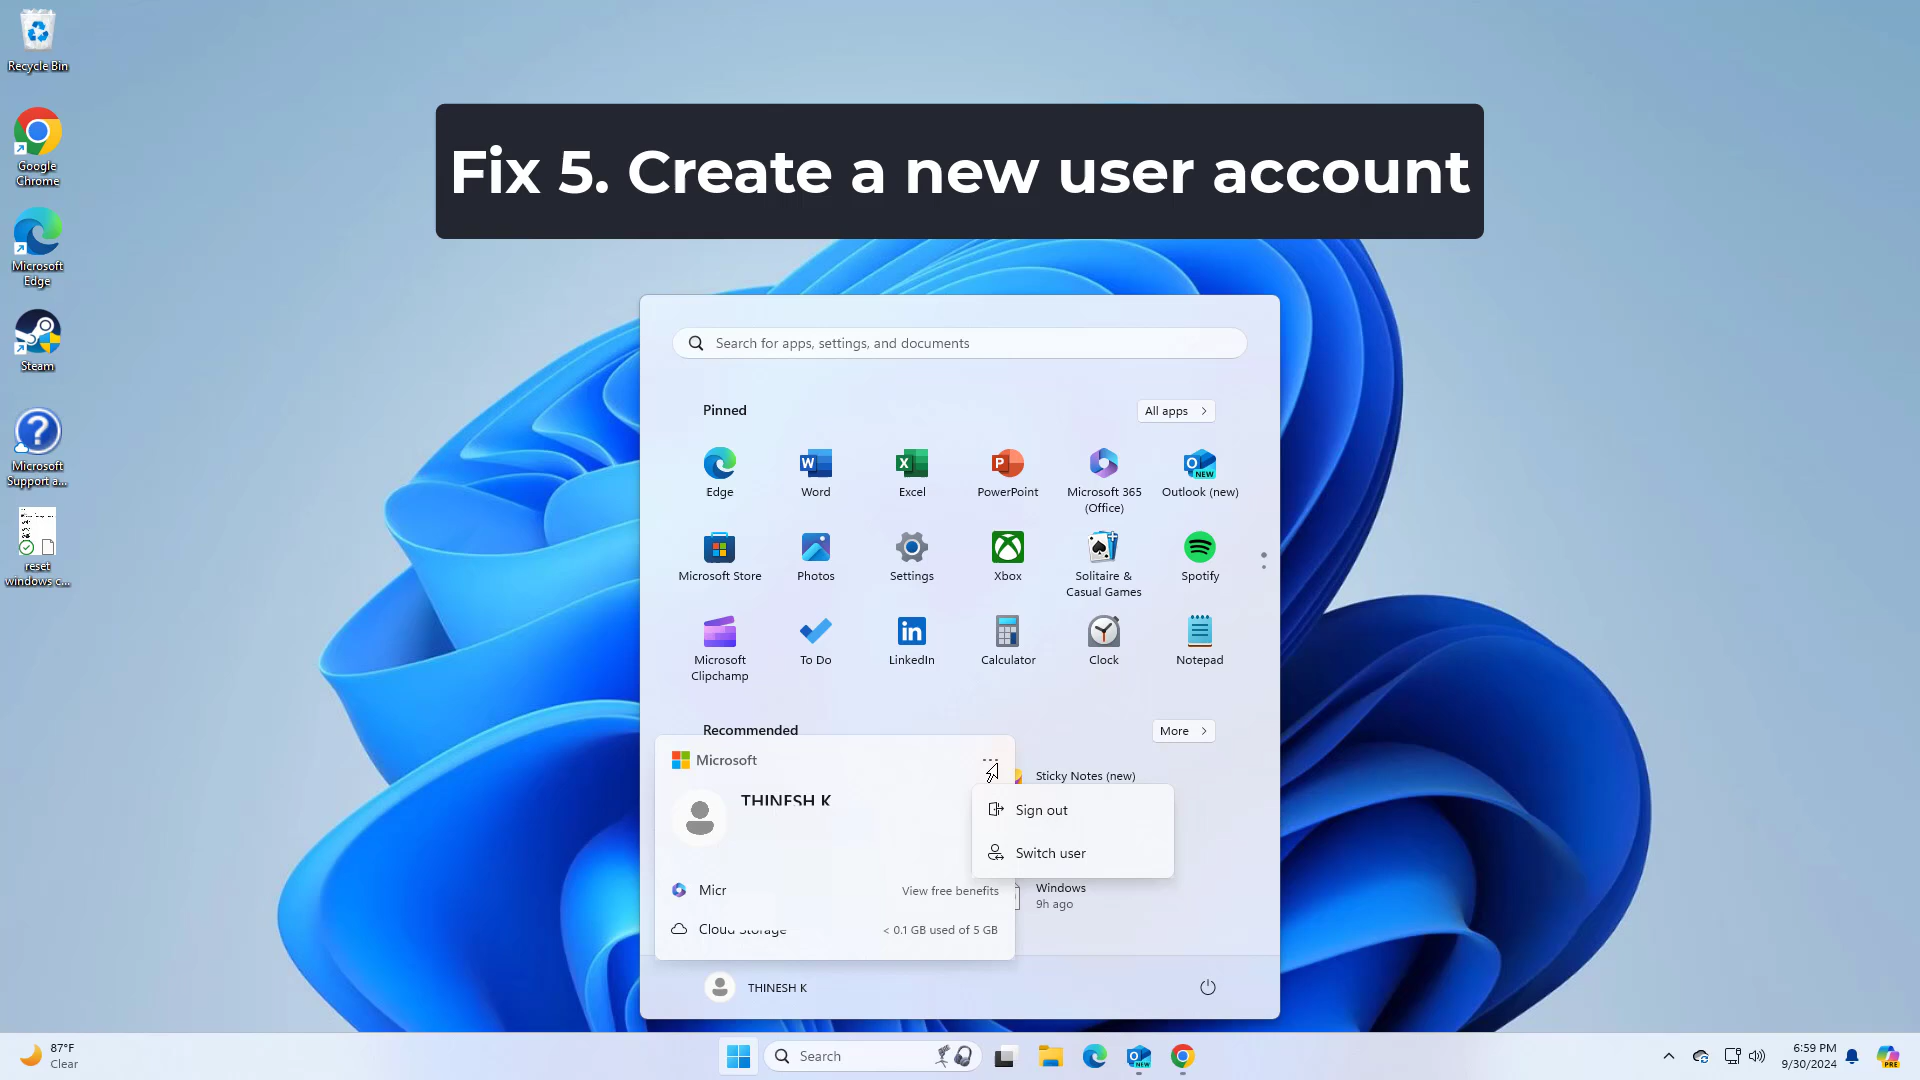 Recycle Bin
Google
Chrome
Microsoft
Edge
Steam
Microsoft
Support a...
reset
windows c...
Fix 5. Create a new user account
Search for apps, settings, and documents
Pinned
All apps
Edge
Word
Excel
PowerPoint
Microsoft 365
(Office)
Outlook (new)
Microsoft Store
Photos
Settings
Xbox
Solitaire &
Casual Games
Spotify
Microsoft
Clipchamp
To Do
LinkedIn
Calculator
Clock
Notepad
Recommended
More
Microsoft
Sticky Notes (new)
THINESH K
Sign out
Switch user
Micr
View free benefits
Windows
9h ago
Cloud Storage
< 0.1 GB used of 5 GB
THINESH K
87°F
Clear
Search
6:59 PM
9/30/2024